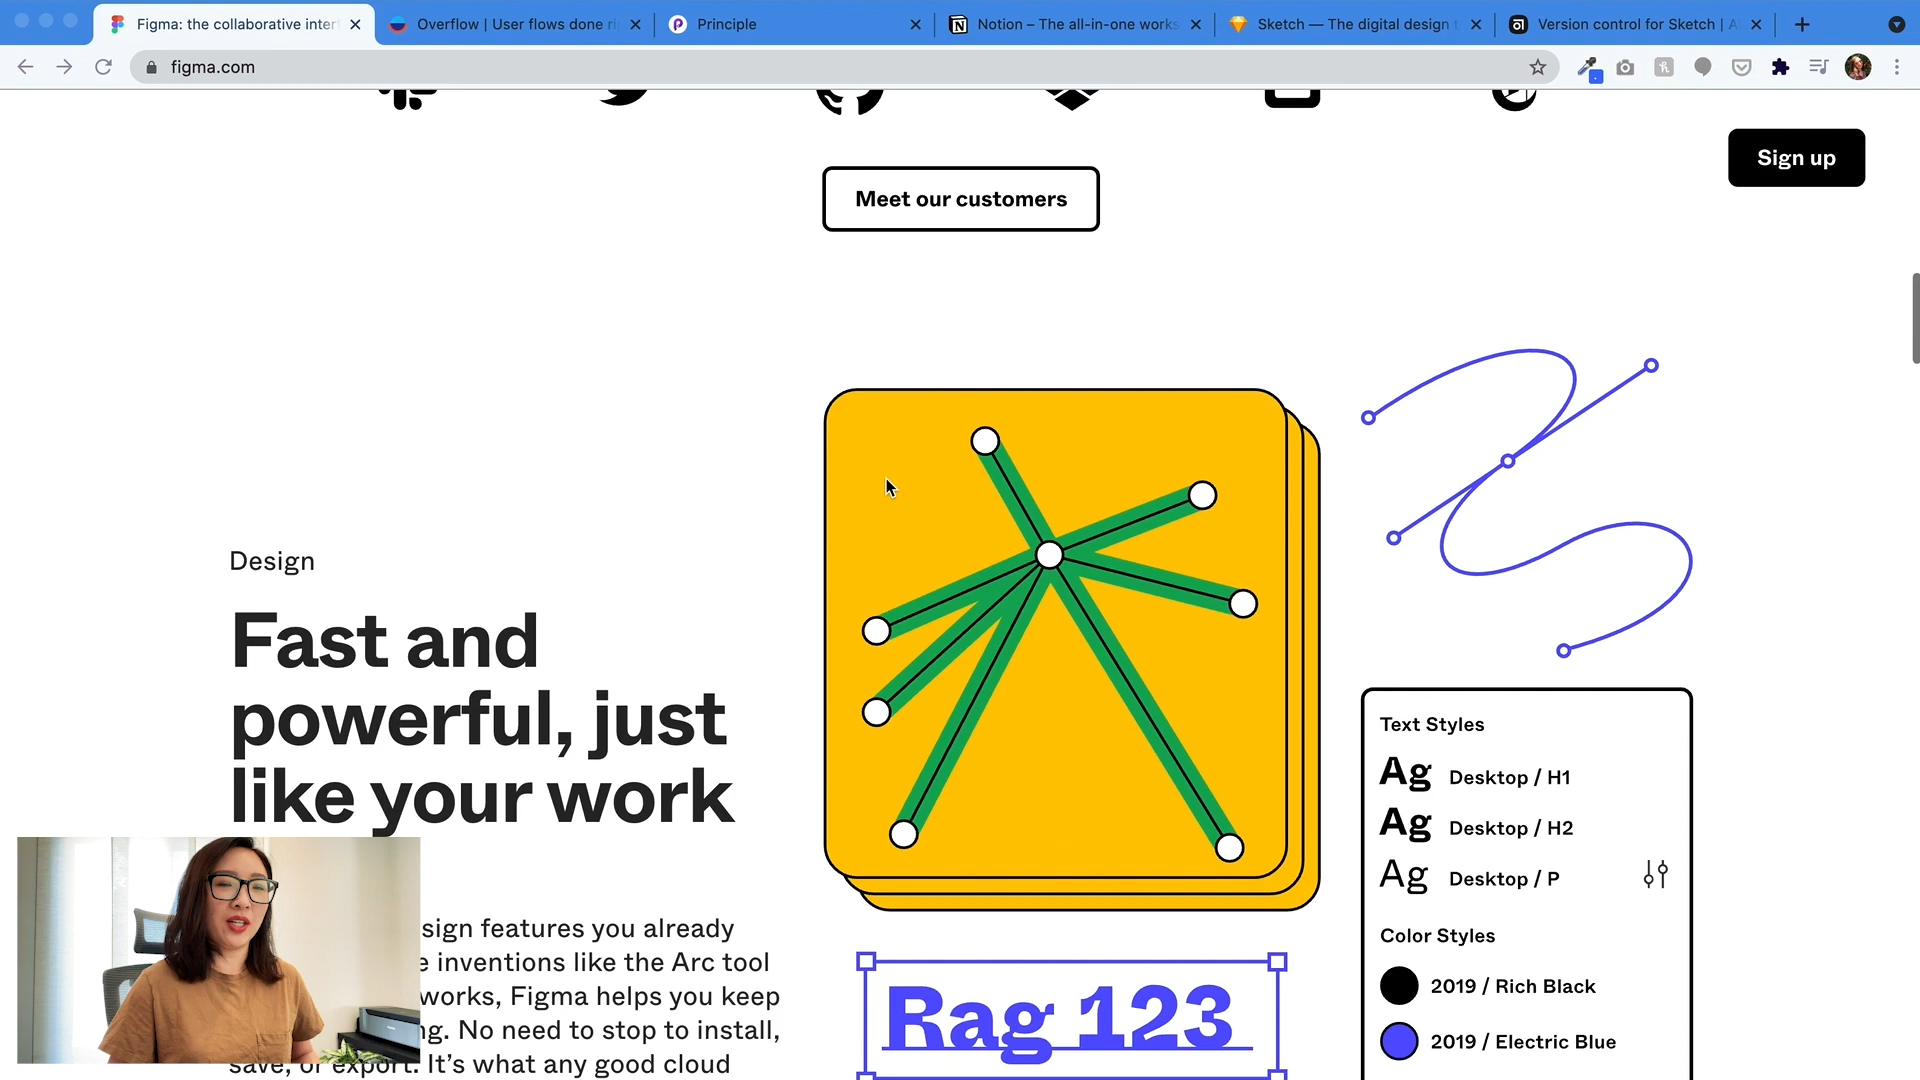 Figma: the collaborative inter
Overflow | User flows done ri
Principle
Notion – The all-in-one works
Sketch — The digital design
Version control for Sketch |
figma.com
Sign up
Meet our customers
Design
Fast and
powerful, just
like your work
sign features you already
e inventions like the Arc tool
works, Figma helps you keep
ng. No need to stop to install,
save, or export. It's what any good cloud
Rag 123
Text Styles
Ag Desktop / H1
Ag Desktop / H2
Ag Desktop / P
Color Styles
2019 / Rich Black
2019 / Electric Blue